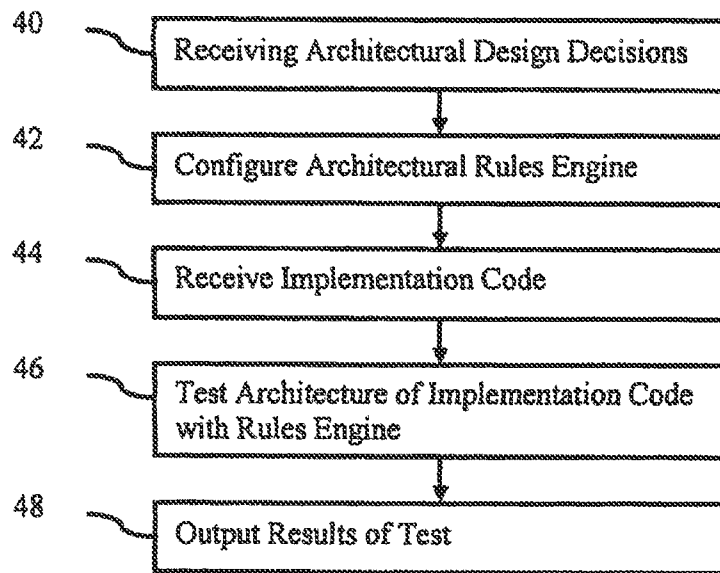 40
Receiving Architectural Design Decisions
42
Configure Architectural Rules Engine
44
Receive Implementation Code
46
Test Architecture of Implementation Code
with Rules Engine
48
Output Results of Test